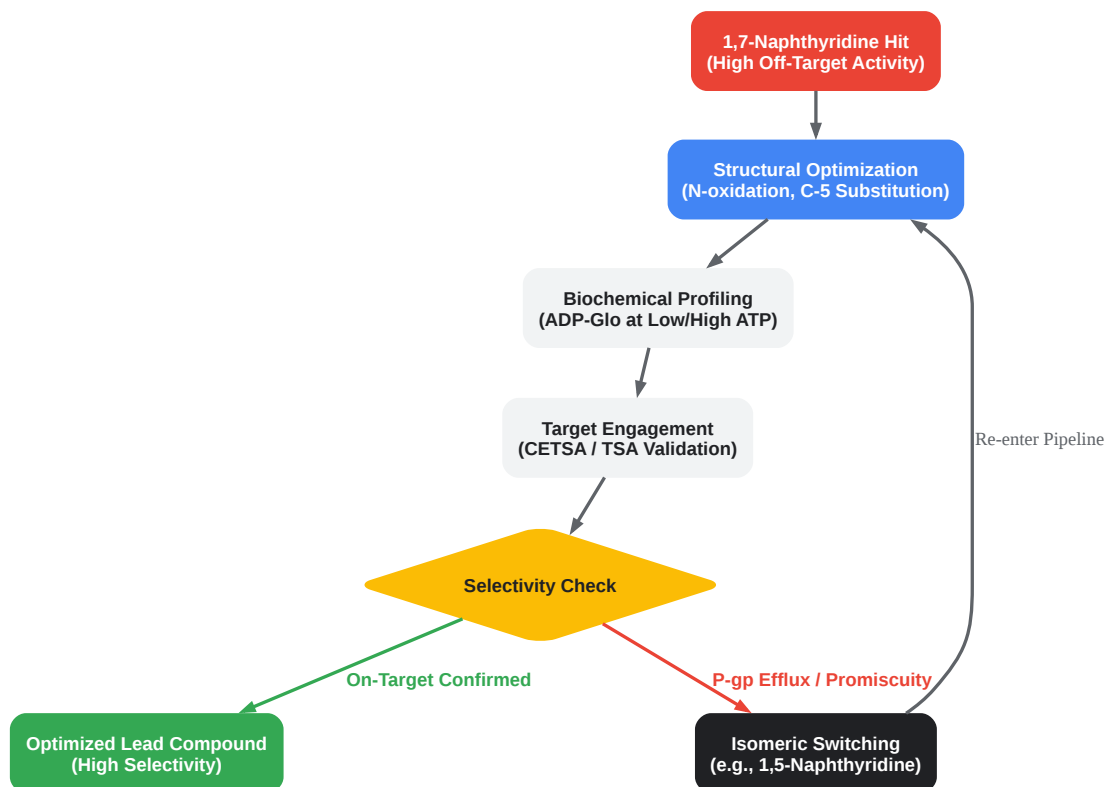 1,7-Naphthyridine Hit
(High Off-Target Activity)
Structural Optimization
(N-oxidation, C-5 Substitution)
Biochemical Profiling
(ADP-Glo at Low/High ATP)
Target Engagement
(CETSA / TSA Validation)
Re-enter Pipeline
Selectivity Check
On-Target Confirmed
P-gp Efflux / Promiscuity
Optimized Lead Compound
(High Selectivity)
Isomeric Switching
(e.g., 1,5-Naphthyridine)